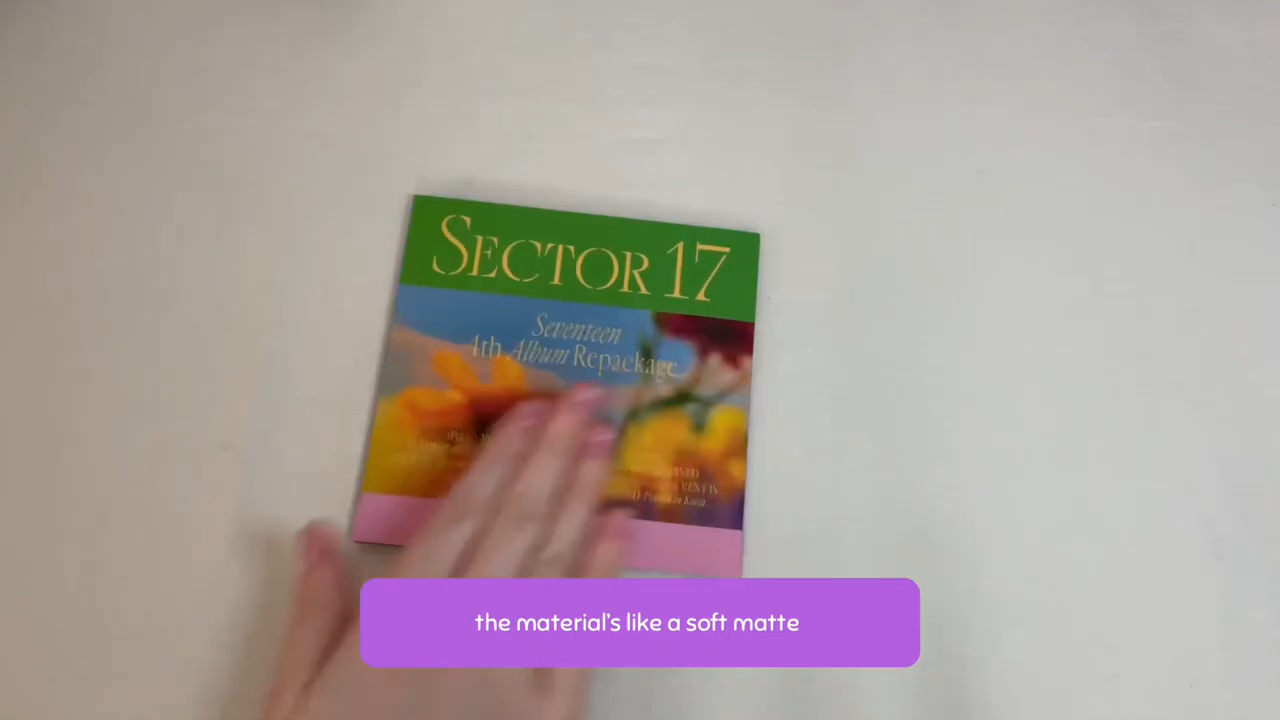 SECTOR 17
Seventeen
4th Album Repackage
the material's like a soft matte